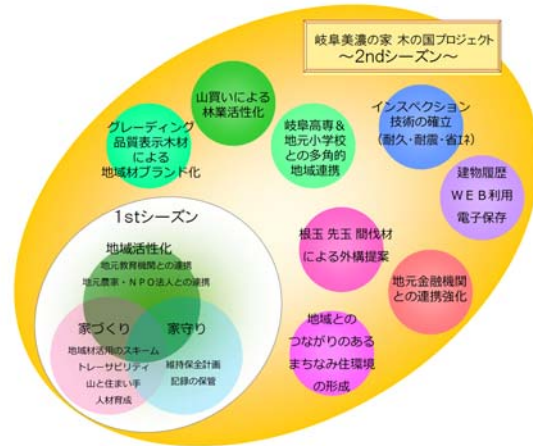 岐阜美濃の家 木の国プロジェクト
～2ndシーズン～
山買いによる
林業活性化
グレーディング
品質表示木材
による
地域材ブランド化
岐阜高専＆
地元小学校
との多角的
地域連携
インスペクション
技術の確立
（耐久・耐震・省エネ）
建物履歴
ＷＥＢ利用
電子保存
根玉 先玉 間伐材
による外構提案
地元金融機関
との連携強化
地域との
つながりのある
まちなみ住環境
の形成
1stシーズン
地域活性化
地元教育機関との連携
地元農率・ＮＰＯ法人との連携
家づくり
地域材活用のスキーム
トレーサビリティ
山と住まい手
人材育成
家守り
維持保全計画
記録の保管